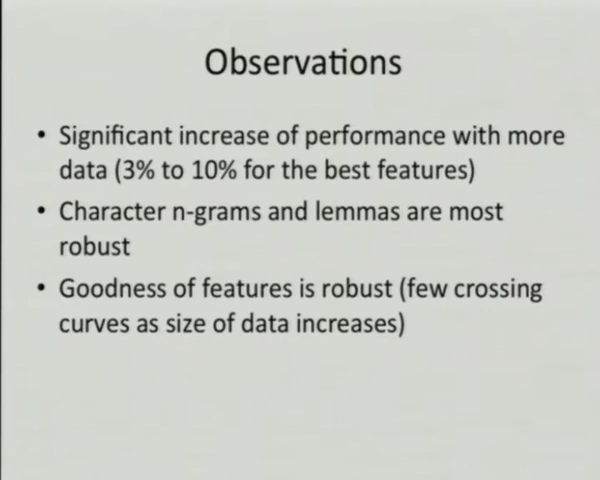 Observations
• Significant increase of performance with more
data (3% to 10% for the best features)
• Character n-grams and lemmas are most
robust
• Goodness of features is robust (few crossing
curves as size of data increases)